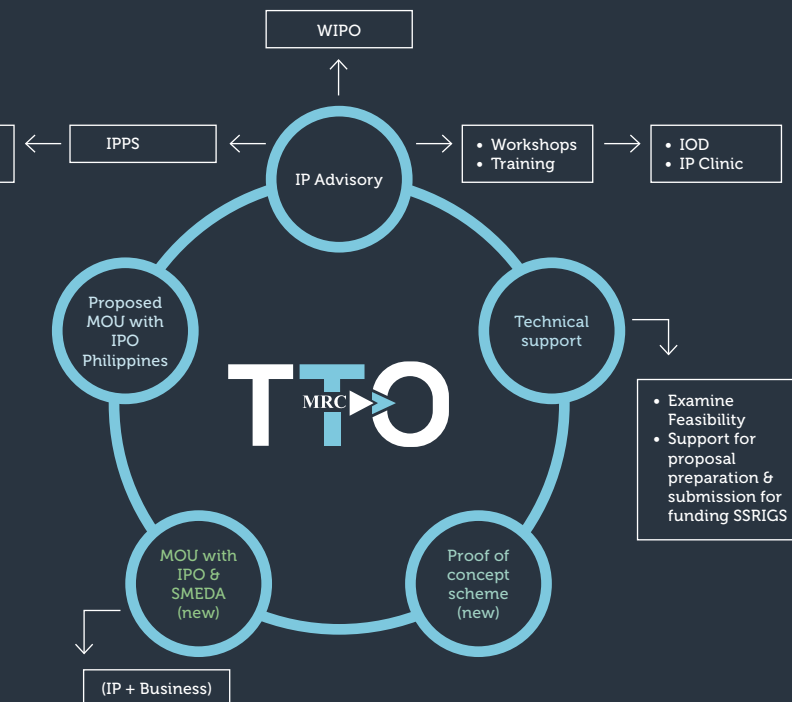 WIPO
IPPS
IP Advisory
• Workshops
• Training
• IOD
• IP Clinic
Proposed
MOU with
IPO
Philippines
Technical
support
TTO
MRC
• Examine
Feasibility
• Support for
proposal
preparation &
submission for
funding SSRIGS
MOU with
IPO &
SMEDA
(new)
Proof of
concept
scheme
(new)
(IP + Business)